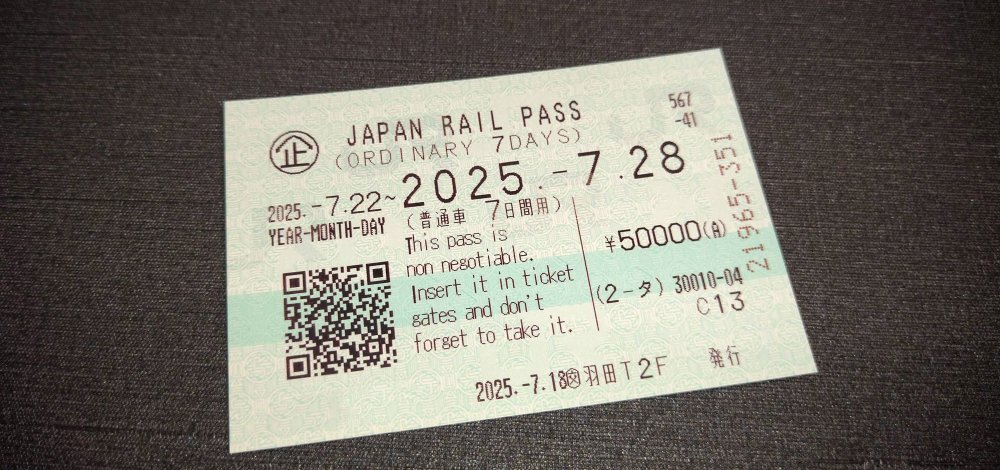 企 JAPAN RAIL PASS
567
-41
(ORDINARY 7DAYS)
2025.-7.22~2025.-7.28
YEAR-MONTH-DAY
(普通車 7日間用)
This pass is
non negotiable.
Insert it in ticket
gates and don't
forget to take it.
¥50000
(2-タ) 30010-04
C13
21965-351
2025.-7.18 羽田T2F 発行